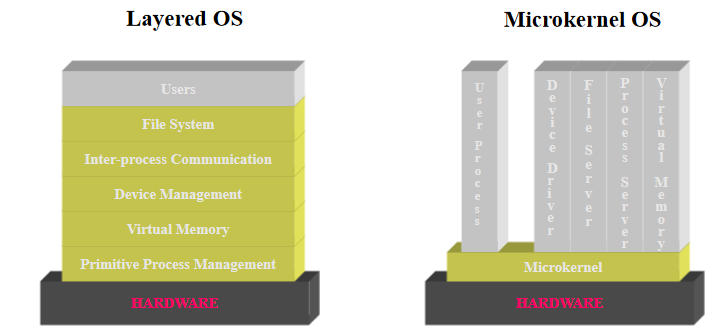 Layered OS
Users
File System
Inter-process Communication
Device Management
Virtual Memory
Primitive Process Management
HARDWARE
Microkernel OS
User Process
Device Driver
File Server
Process Server
Virtual Memory
Microkernel
HARDWARE